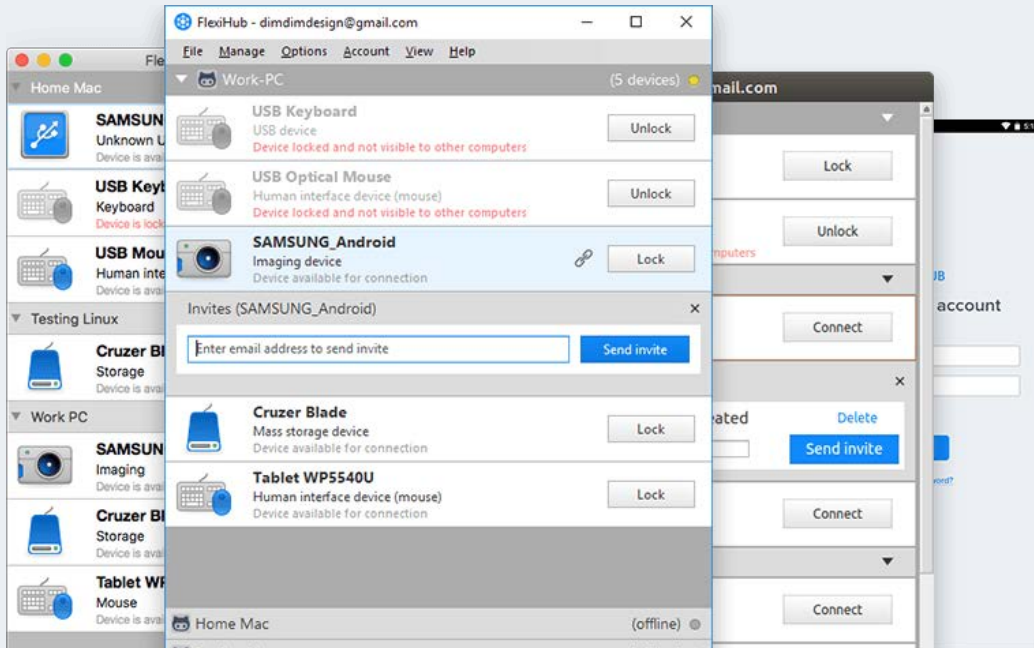 FlexiHub - dimdimdesign@gmail.com
File Manage Options Account View Help
Work-PC (5 devices)
USB Keyboard
USB device
Device locked and not visible to other computers
Unlock
USB Optical Mouse
Human interface device (mouse)
Device locked and not visible to other computers
Unlock
SAMSUNG_Android
Imaging device
Device available for connection
Lock
Invites (SAMSUNG_Android)
Enter email address to send invite
Send invite
Cruzer Blade
Mass storage device
Device available for connection
Lock
Tablet WP5540U
Human interface device (mouse)
Device available for connection
Lock
Home Mac (offline)
Fle
Home Mac
SAMSUN
Unknown U
Device is avai
USB Keyb
Keyboard
Device is lock
USB Mou
Human inte
Device is avai
Testing Linux
Cruzer Bl
Storage
Device is avai
Work PC
SAMSUN
Imaging
Device is avai
Cruzer Bl
Storage
Device is avai
Tablet WP
Mouse
Device is avai
mail.com
Lock
Unlock
mputers
Connect
eated Delete
Send invite
Connect
Connect
UB
account
word?